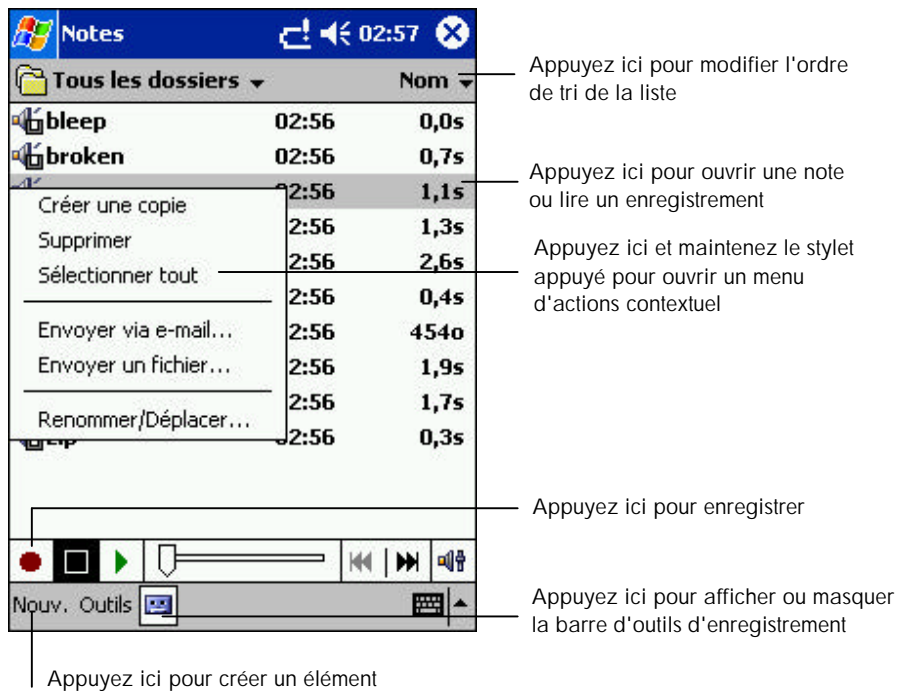 Notes 02:57
Tous les dossiers Nom
Appuyez ici pour modifier l'ordre
de tri de la liste
bleep 02:56 0,0s
broken 02:56 0,7s
02:56 1,1s
Appuyez ici pour ouvrir une note
ou lire un enregistrement
2:56 1,3s
2:56 2,6s
2:56 0,4s
2:56 454o
2:56 1,9s
2:56 1,7s
02:56 0,3s
Créer une copie
Supprimer
Sélectionner tout
Envoyer via e-mail...
Envoyer un fichier...
Renommer/Déplacer...
Appuyez ici et maintenez le stylet
appuyé pour ouvrir un menu
d'actions contextuel
Appuyez ici pour enregistrer
Nouv. Outils
Appuyez ici pour afficher ou masquer
la barre d'outils d'enregistrement
Appuyez ici pour créer un élément